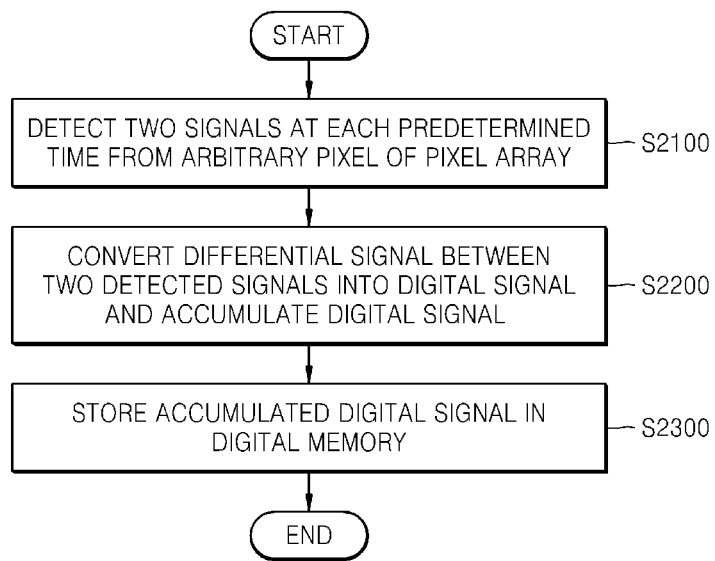 START
DETECT TWO SIGNALS AT EACH PREDETERMINED
TIME FROM ARBITRARY PIXEL OF PIXEL ARRAY
S2100
CONVERT DIFFERENTIAL SIGNAL BETWEEN
TWO DETECTED SIGNALS INTO DIGITAL SIGNAL
AND ACCUMULATE DIGITAL SIGNAL
S2200
STORE ACCUMULATED DIGITAL SIGNAL IN
DIGITAL MEMORY
S2300
END